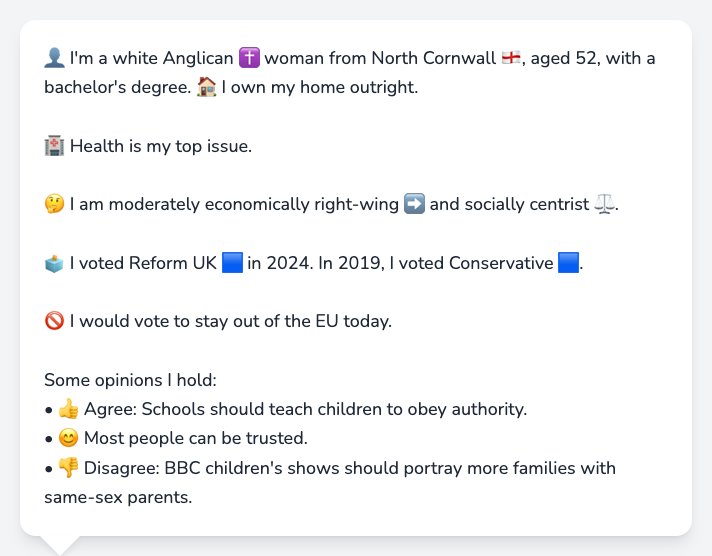 👤 I'm a white Anglican ✝️ woman from North Cornwall 🏴󠁧󠁢󠁥󠁮󠁧󠁿, aged 52, with a
bachelor's degree. 🏠 I own my home outright.
🏥 Health is my top issue.
🤔 I am moderately economically right-wing ➡️ and socially centrist ⚖️.
🗳️ I voted Reform UK 🟦 in 2024. In 2019, I voted Conservative 🟦.
🚫 I would vote to stay out of the EU today.
Some opinions I hold:
• 👍 Agree: Schools should teach children to obey authority.
• 😊 Most people can be trusted.
• 👎 Disagree: BBC children's shows should portray more families with
same-sex parents.